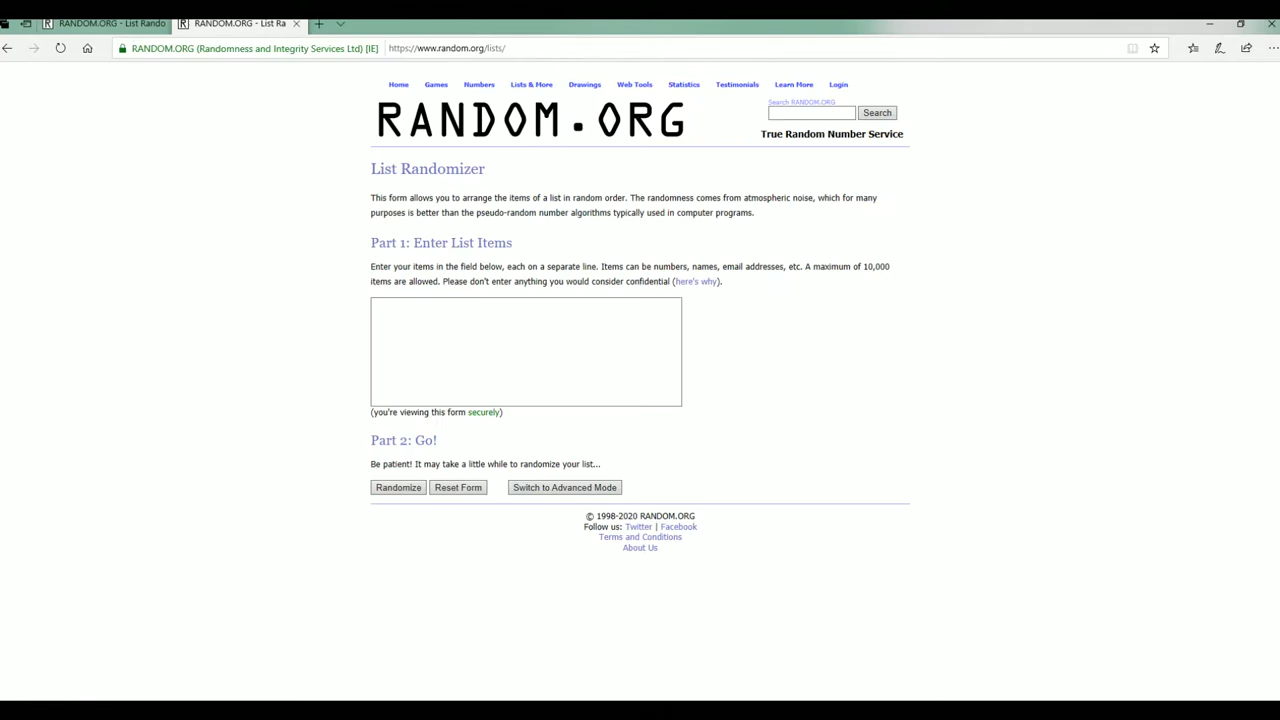 RANDOM.ORG - List Rando
RANDOM.ORG - List Ra
RANDOM.ORG (Randomness and Integrity Services Ltd) [IE]
https://www.random.org/lists/
Home Games Numbers Lists & More Drawings Web Tools Statistics Testimonials Learn More Login
RANDOM.ORG
Search RANDOM.ORG
Search
True Random Number Service
List Randomizer
This form allows you to arrange the items of a list in random order. The randomness comes from atmospheric noise, which for many
purposes is better than the pseudo-random number algorithms typically used in computer programs.
Part 1: Enter List Items
Enter your items in the field below, each on a separate line. Items can be numbers, names, email addresses, etc. A maximum of 10,000
items are allowed. Please don't enter anything you would consider confidential (here's why).
(you're viewing this form securely)
Part 2: Go!
Be patient! It may take a little while to randomize your list...
Randomize Reset Form Switch to Advanced Mode
© 1998-2020 RANDOM.ORG
Follow us: Twitter | Facebook
Terms and Conditions
About Us